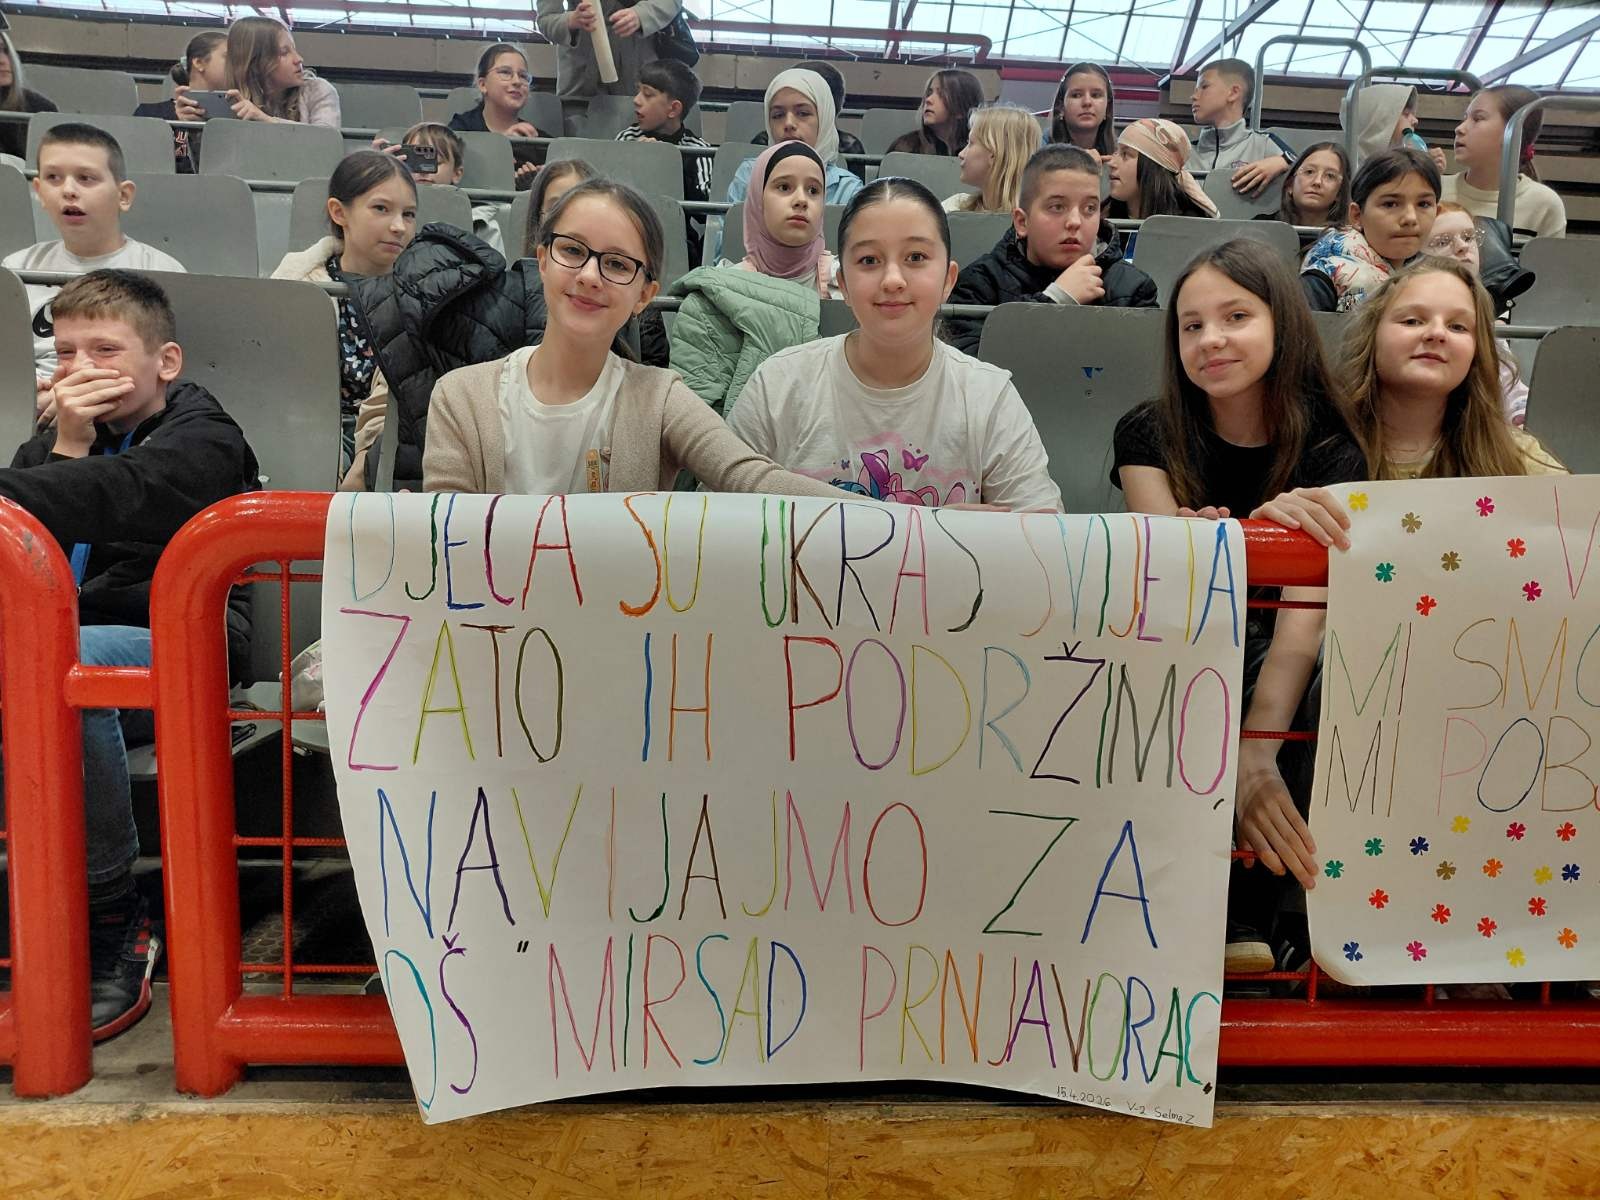 DJECA SU UKRAS SVIJETA
ZATO IH PODRŽIMO,
NAVIJAJMO ZA
OŠ "MIRSAD PRNJAVORAC"
15.4.2026 V-2 Selma Z
MI SMO
MI